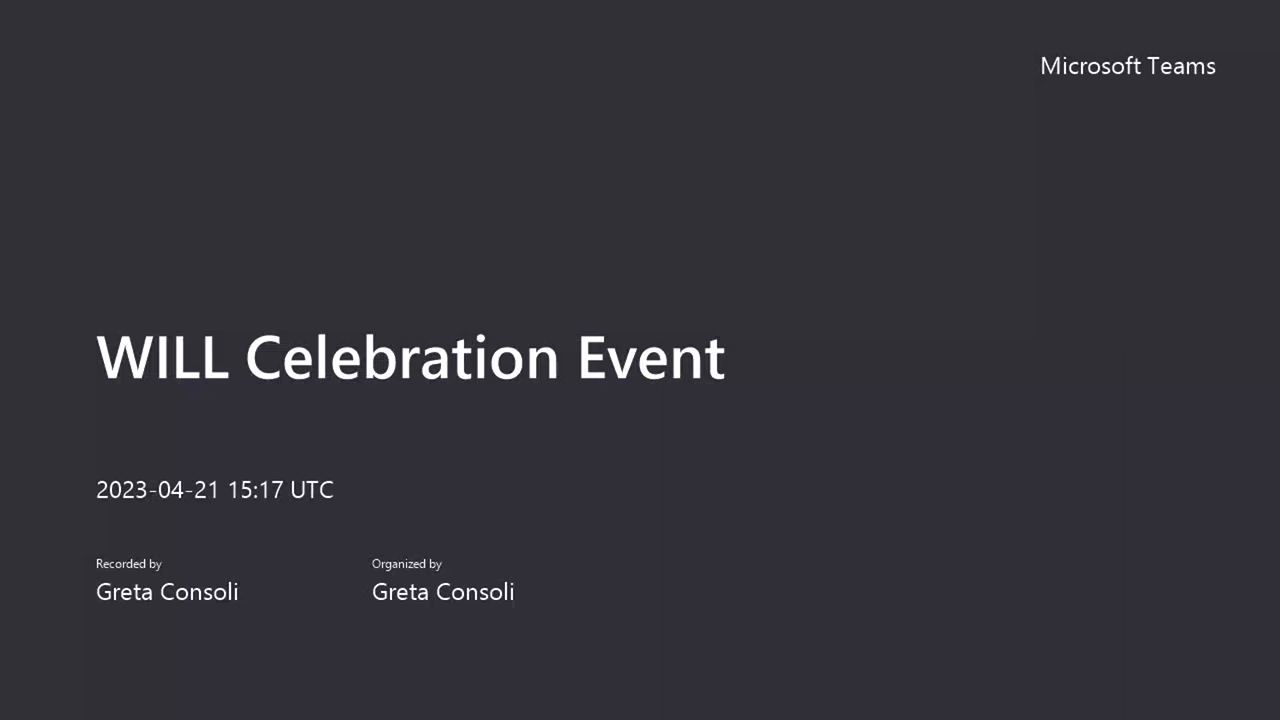 Microsoft Teams
WILL Celebration Event
2023-04-21 15:17 UTC
Recorded by
Greta Consoli
Organized by
Greta Consoli